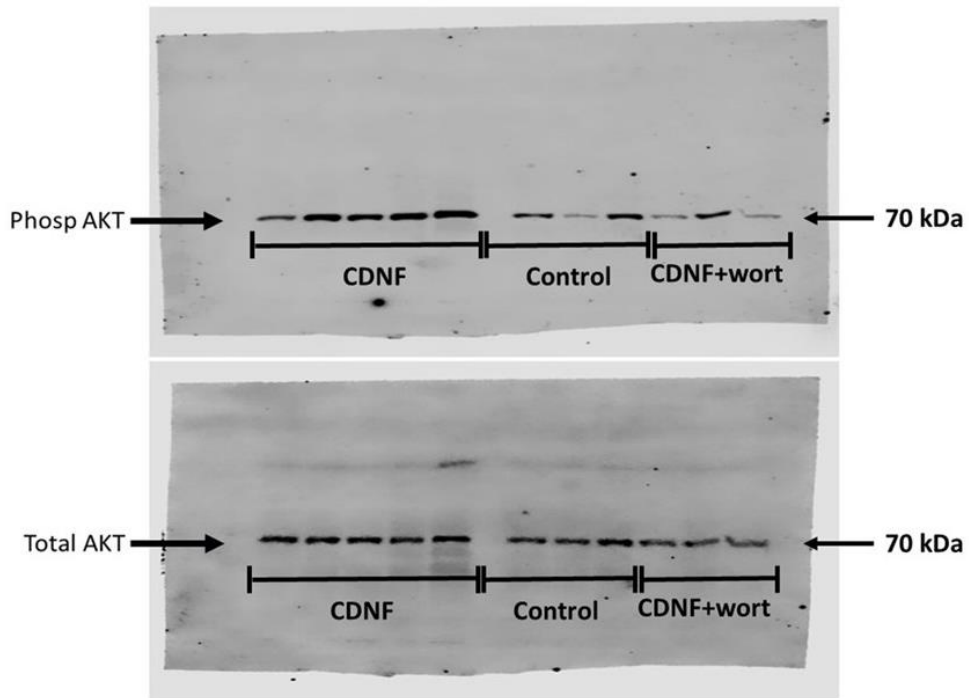 Phosp AKT
70 kDa
CDNF
Control
CDNF+wort
Total AKT
70 kDa
CDNF
Control
CDNF+wort